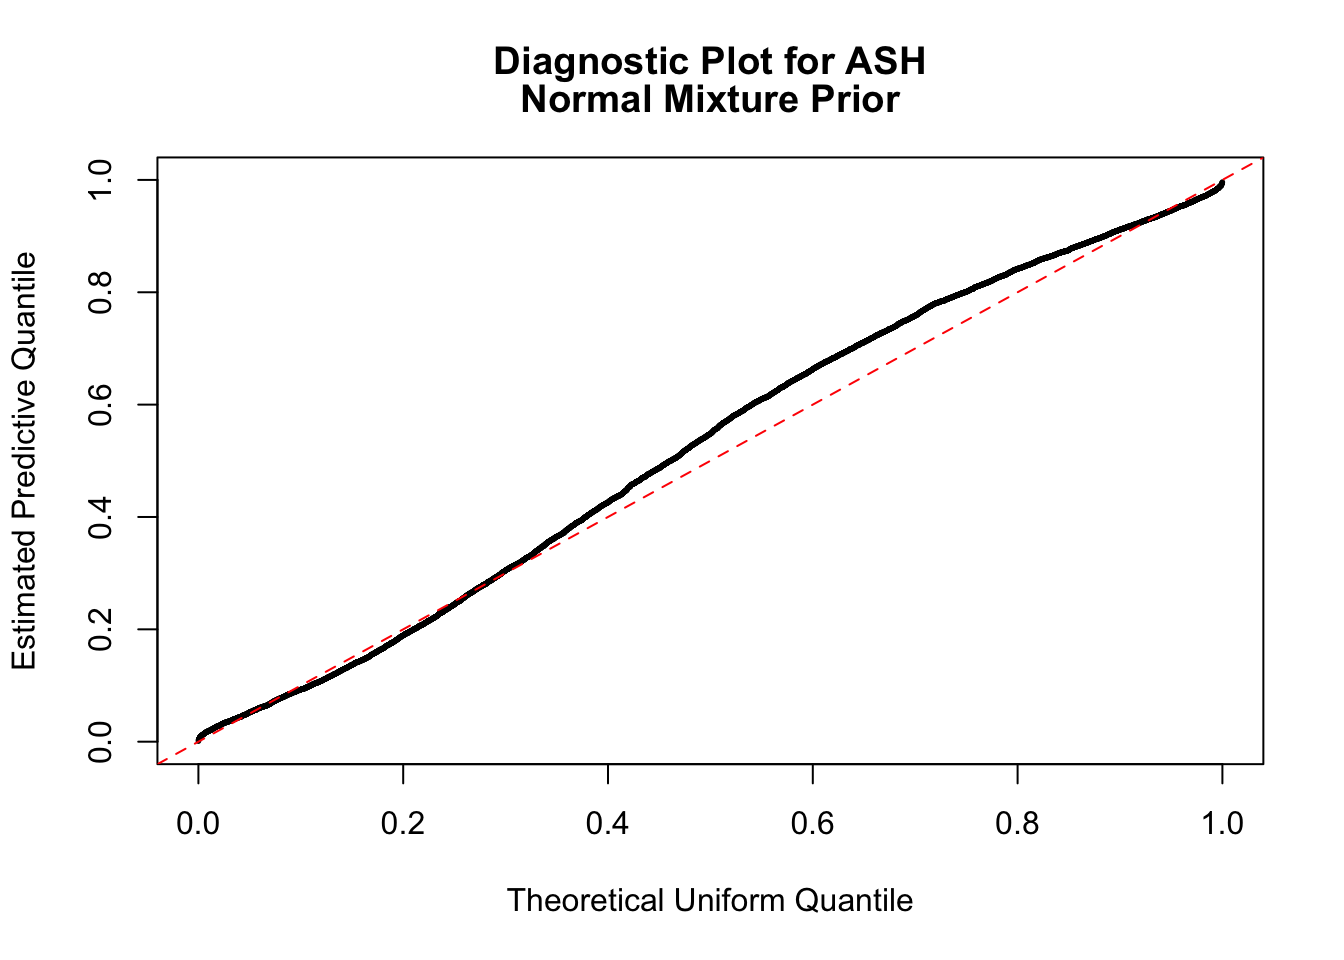 Diagnostic Plot for ASH
Normal Mixture Prior
Estimated Predictive Quantile
1.0
0.8
0.6
0.4
0.2
0.0
0.0 0.2 0.4 0.6 0.8 1.0
Theoretical Uniform Quantile